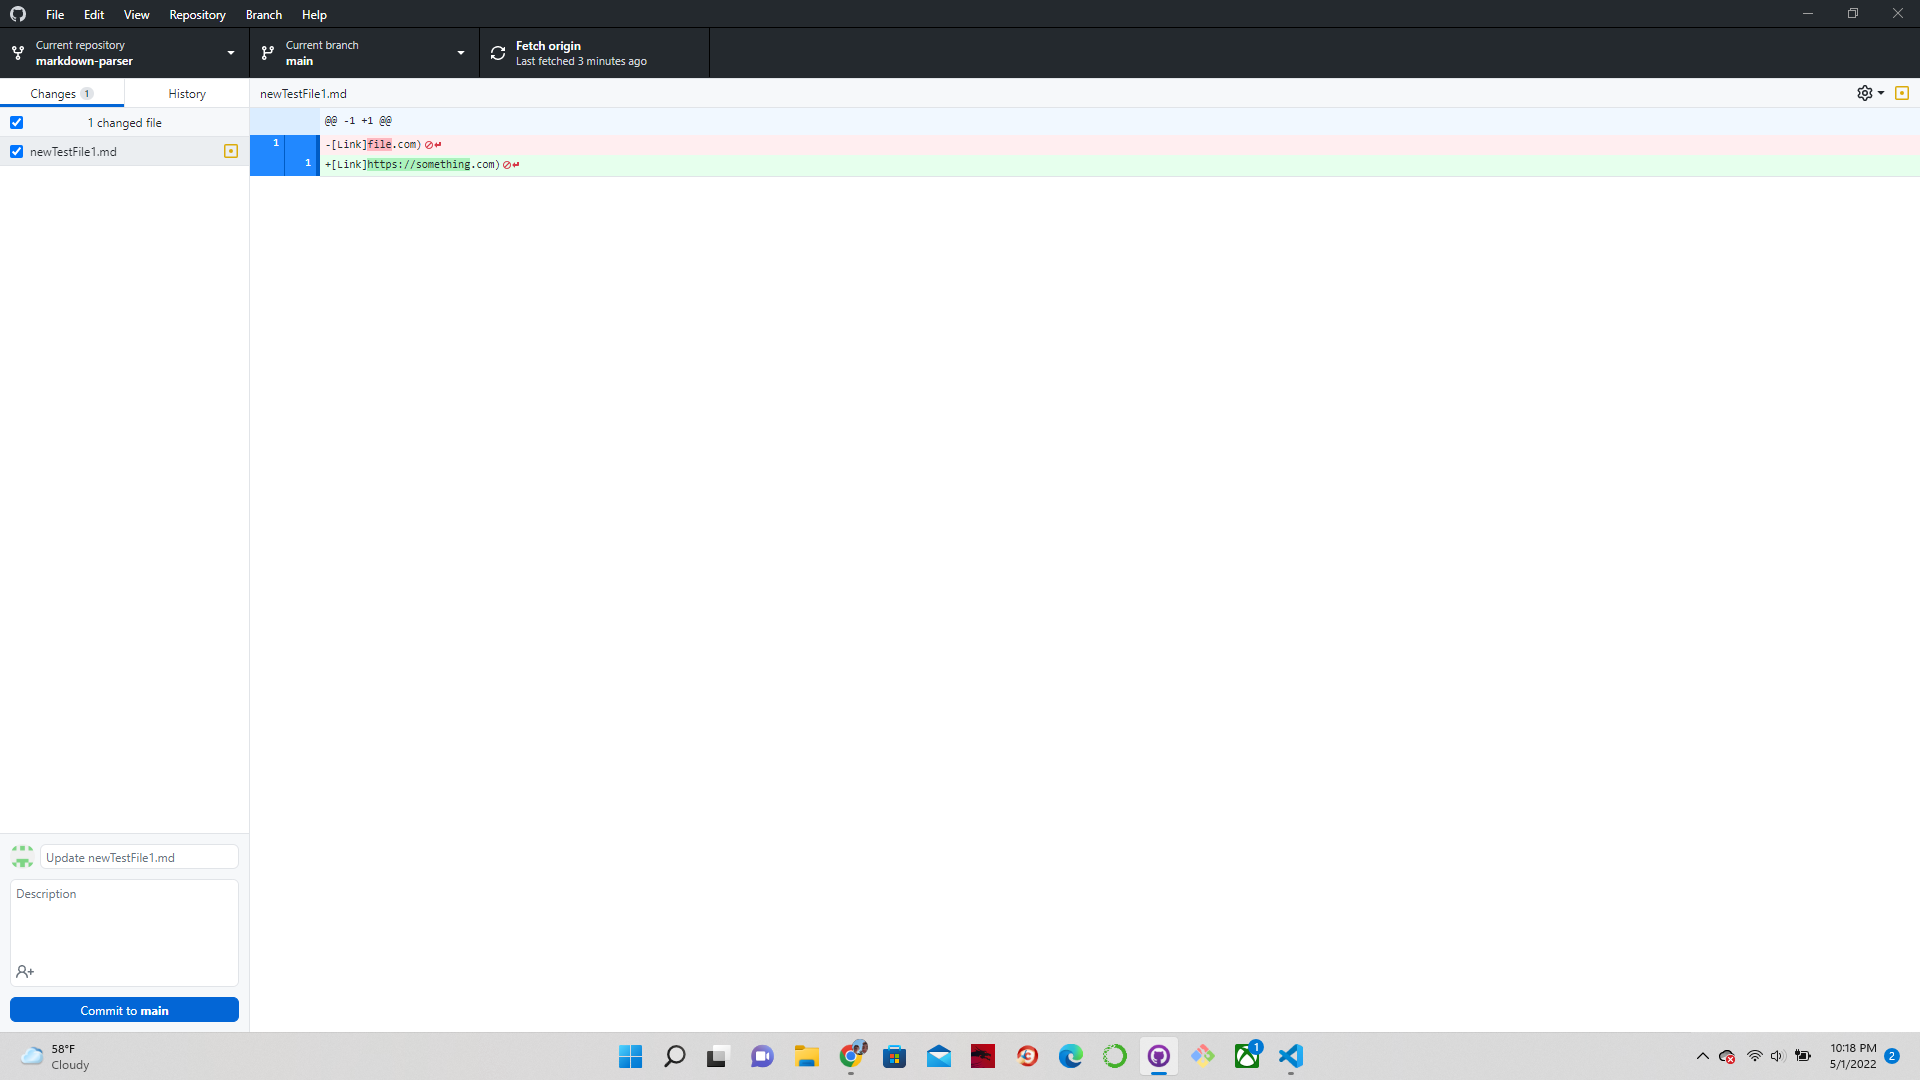 File Edit View Repository Branch Help
Current repository
markdown-parser
Current branch
main
Fetch origin
Last fetched 3 minutes ago
Changes 1
History
newTestFile1.md
1 changed file
newTestFile1.md
@@ -1 +1 @@
1 -[Link]file.com)
1 +[Link]https://something.com)
Update newTestFile1.md
Description
Commit to main
58°F
Cloudy
1
10:18 PM
5/1/2022
2